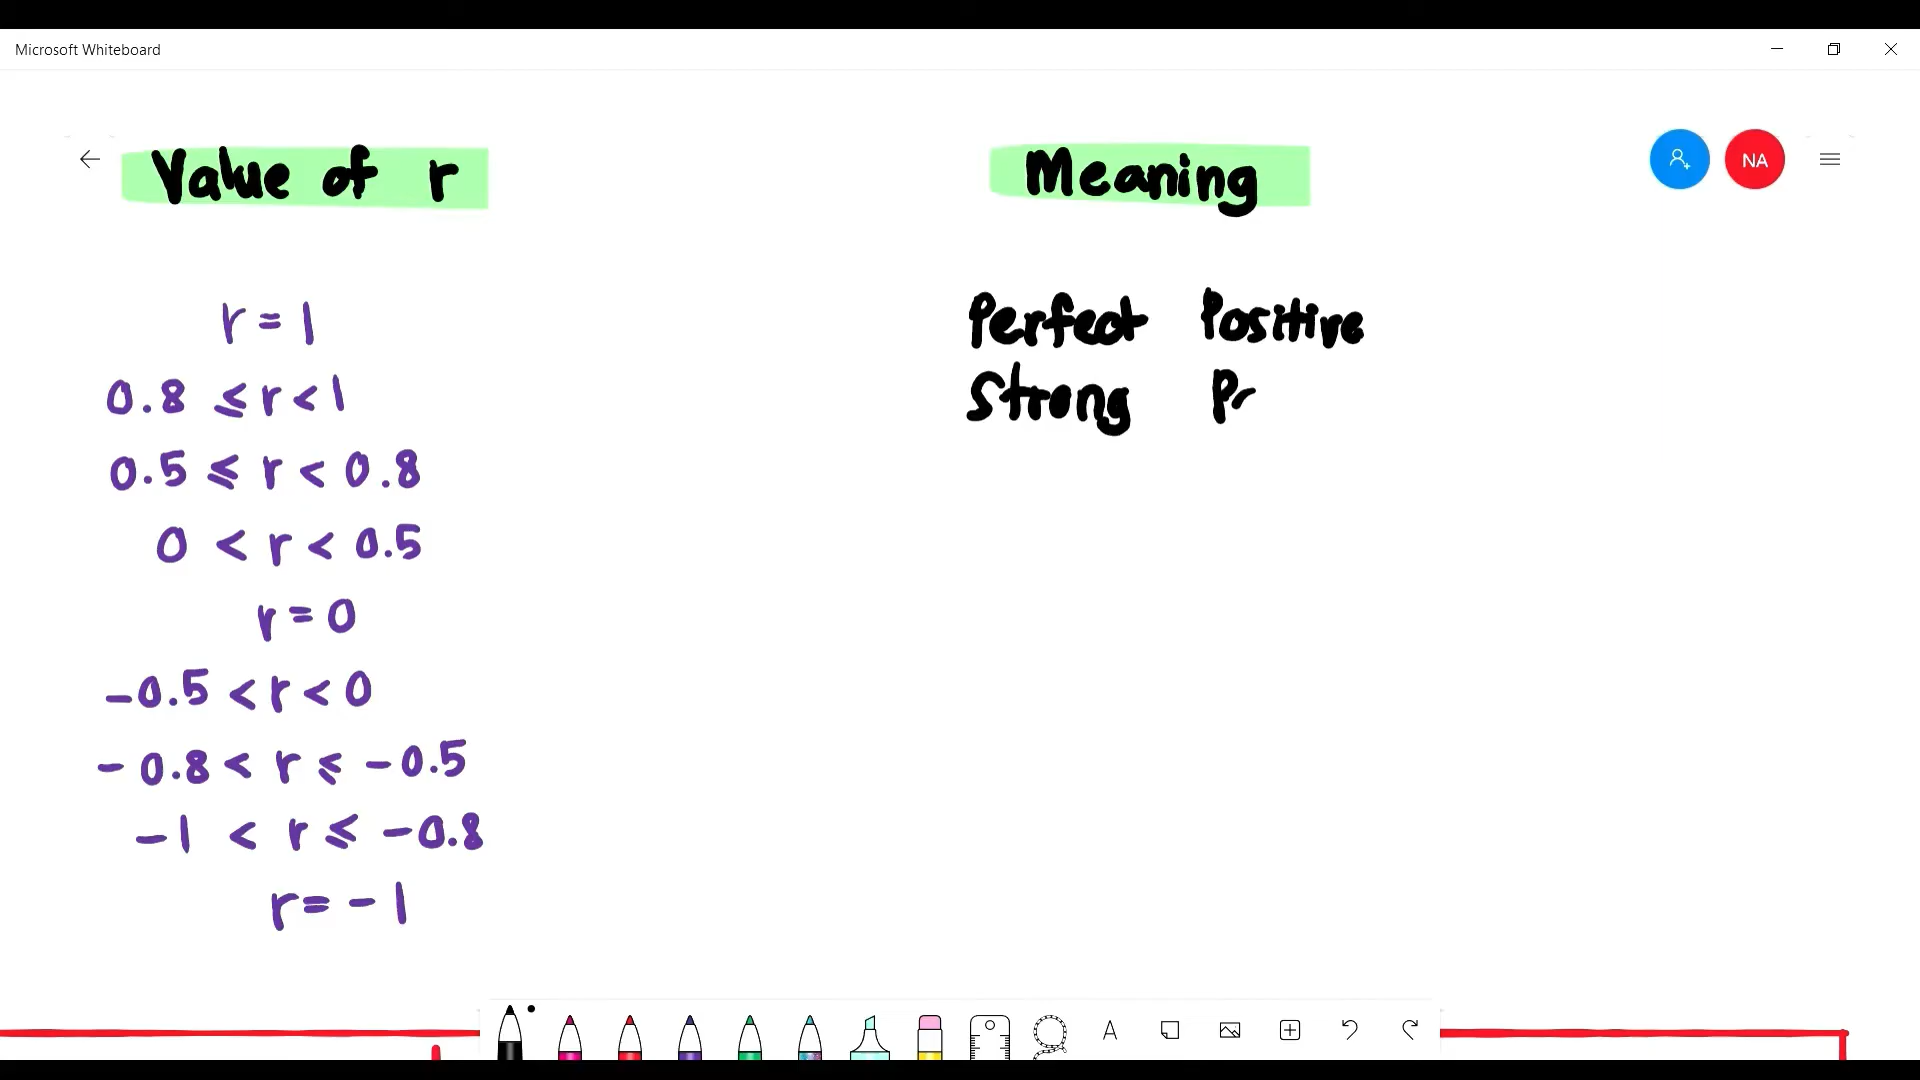 Microsoft Whiteboard
Value of r
Meaning
NA
r = 1
Perfect Positive
0.8 ≤ r < 1
Strong Po
0.5 ≤ r < 0.8
0 < r < 0.5
r = 0
-0.5 < r < 0
-0.8 < r ≤ -0.5
-1 < r ≤ -0.8
r = -1
A